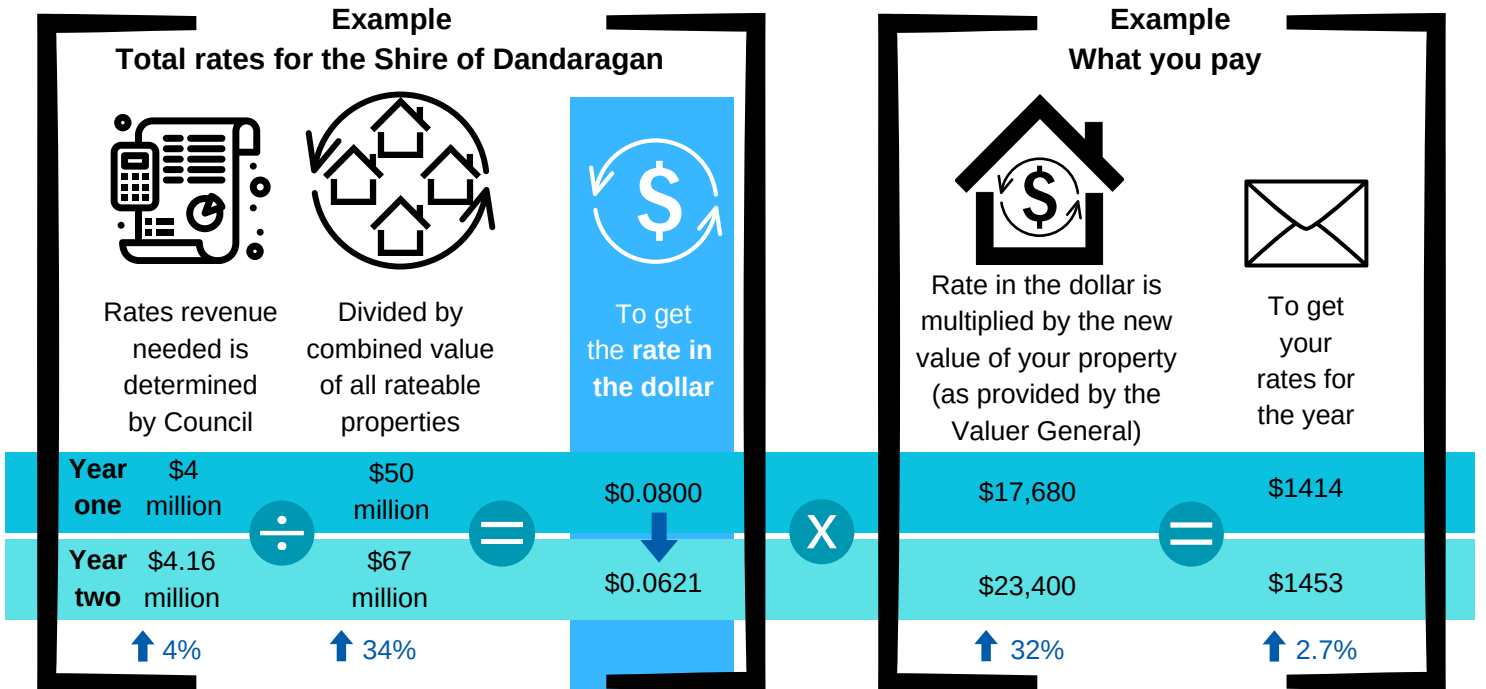 Example
Total rates for the Shire of Dandaragan
$
Rates revenue
needed is
determined
by Council
Divided by
combined value
of all rateable
properties
To get
the rate in
the dollar
Example
What you pay
$
Rate in the dollar is
multiplied by the new
value of your property
(as provided by the
Valuer General)
To get
your
rates for
the year
Year
one
$4
million
÷
$50
million
=
$0.0800
X
$17,680
=
$1414
Year
two
$4.16
million
$67
million
$0.0621
$23,400
$1453
4%
34%
32%
2.7%